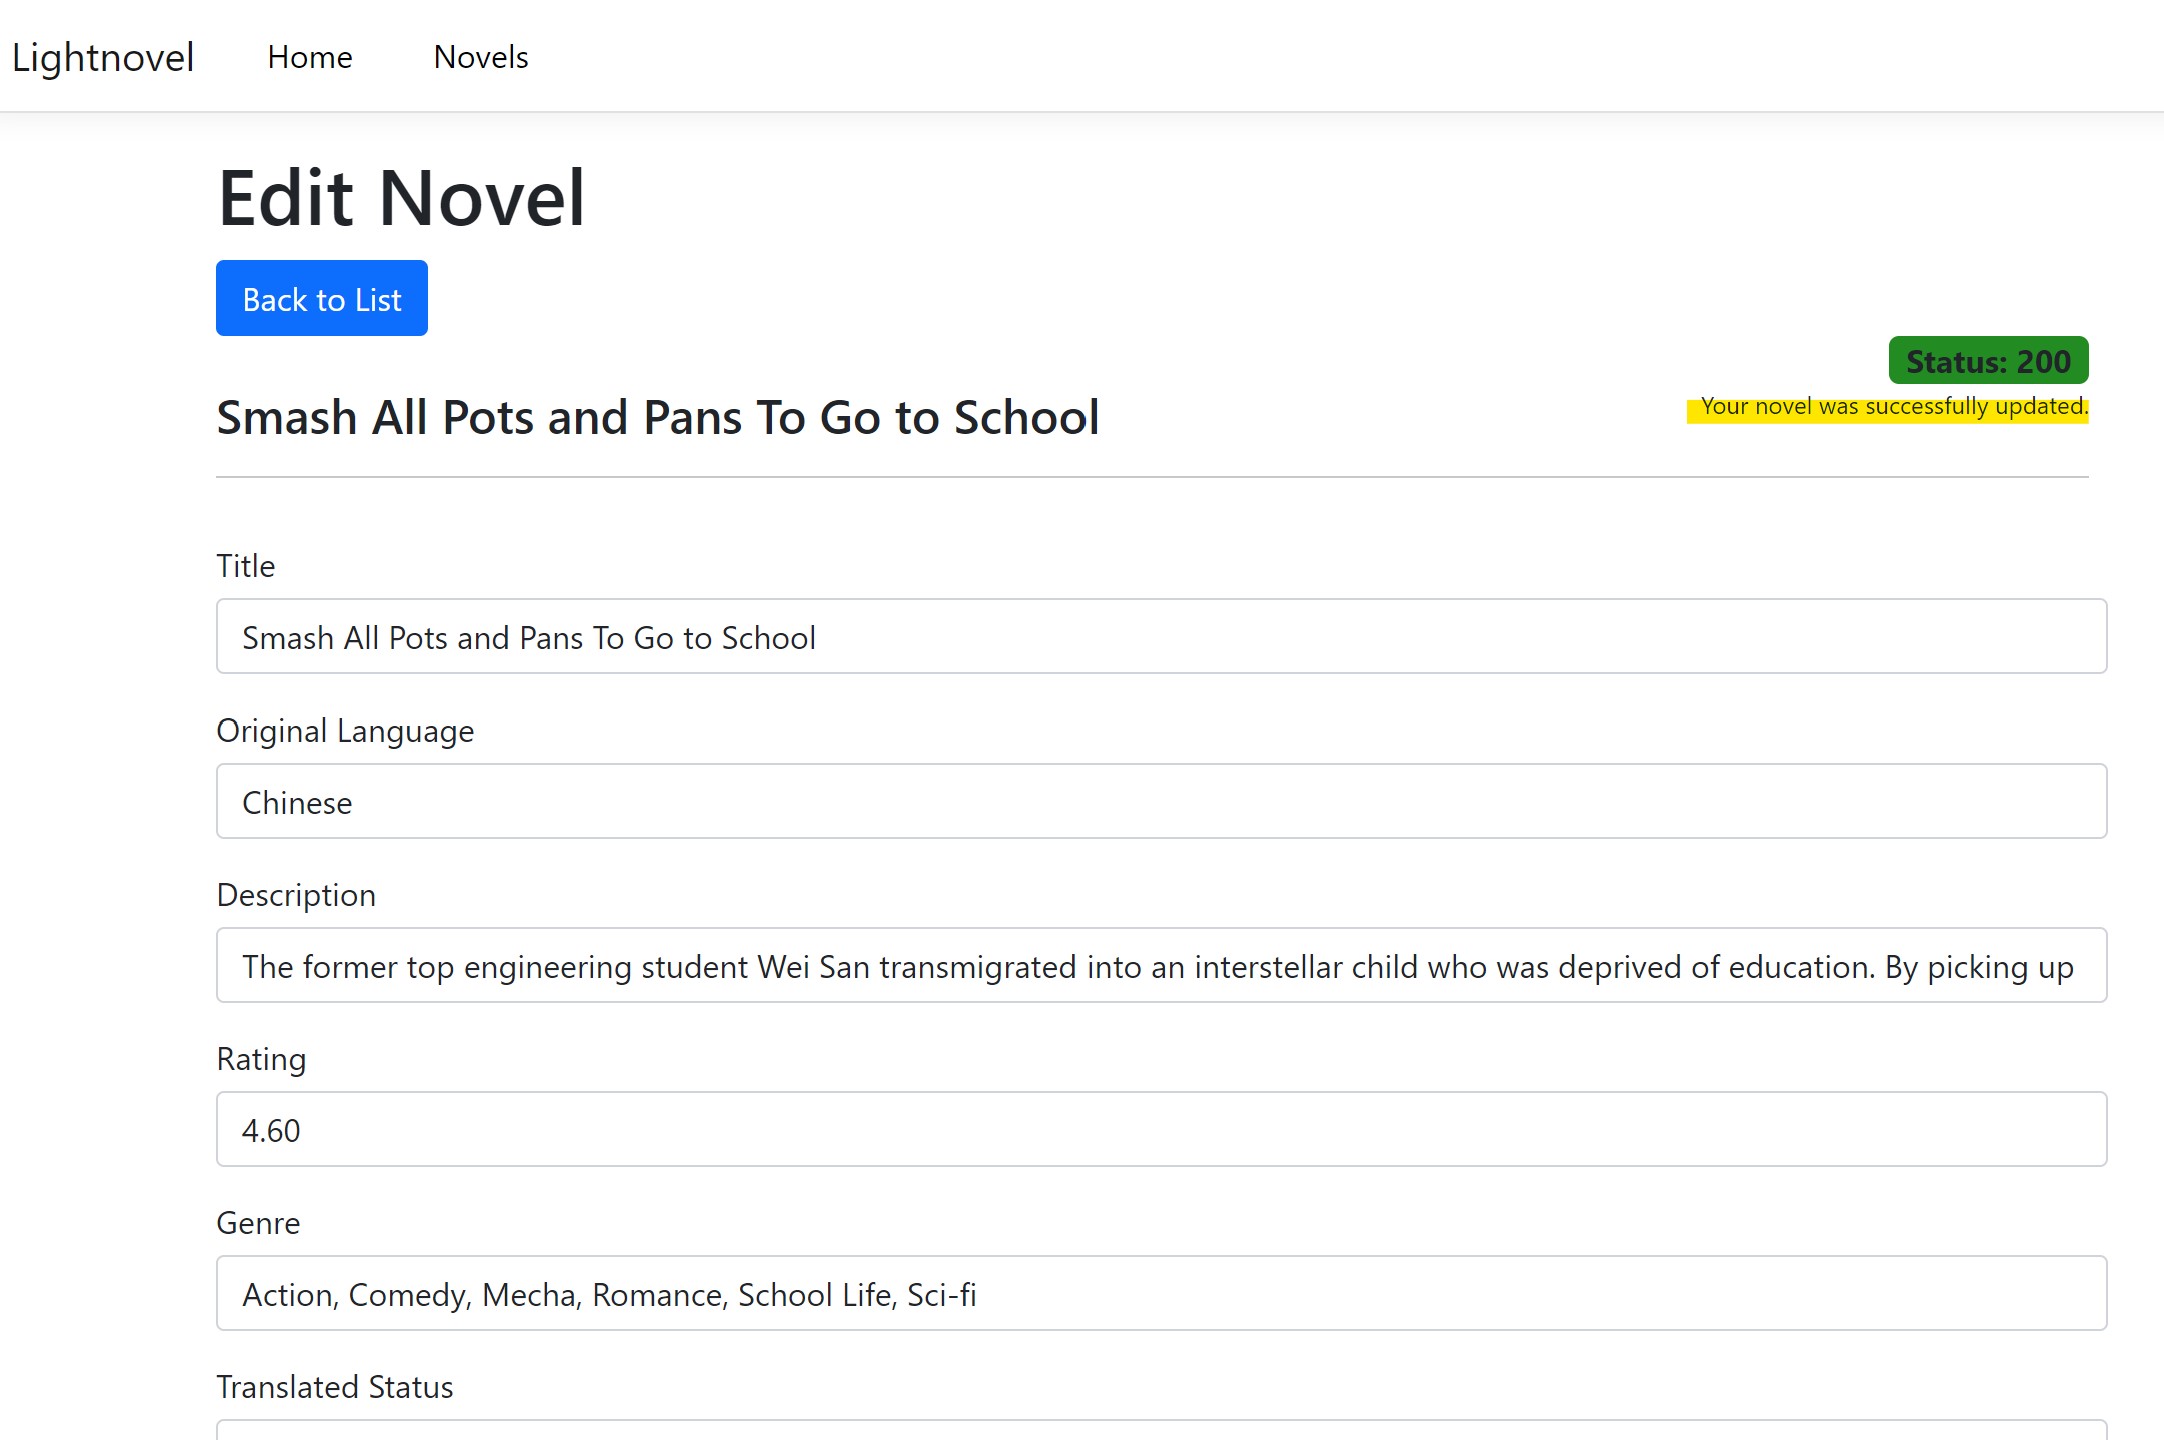 Lightnovel Home Novels
Edit Novel
Back to List
Status: 200
Your novel was successfully updated.
Smash All Pots and Pans To Go to School
Title
Smash All Pots and Pans To Go to School
Original Language
Chinese
Description
The former top engineering student Wei San transmigrated into an interstellar child who was deprived of education. By picking up
Rating
4.60
Genre
Action, Comedy, Mecha, Romance, School Life, Sci-fi
Translated Status